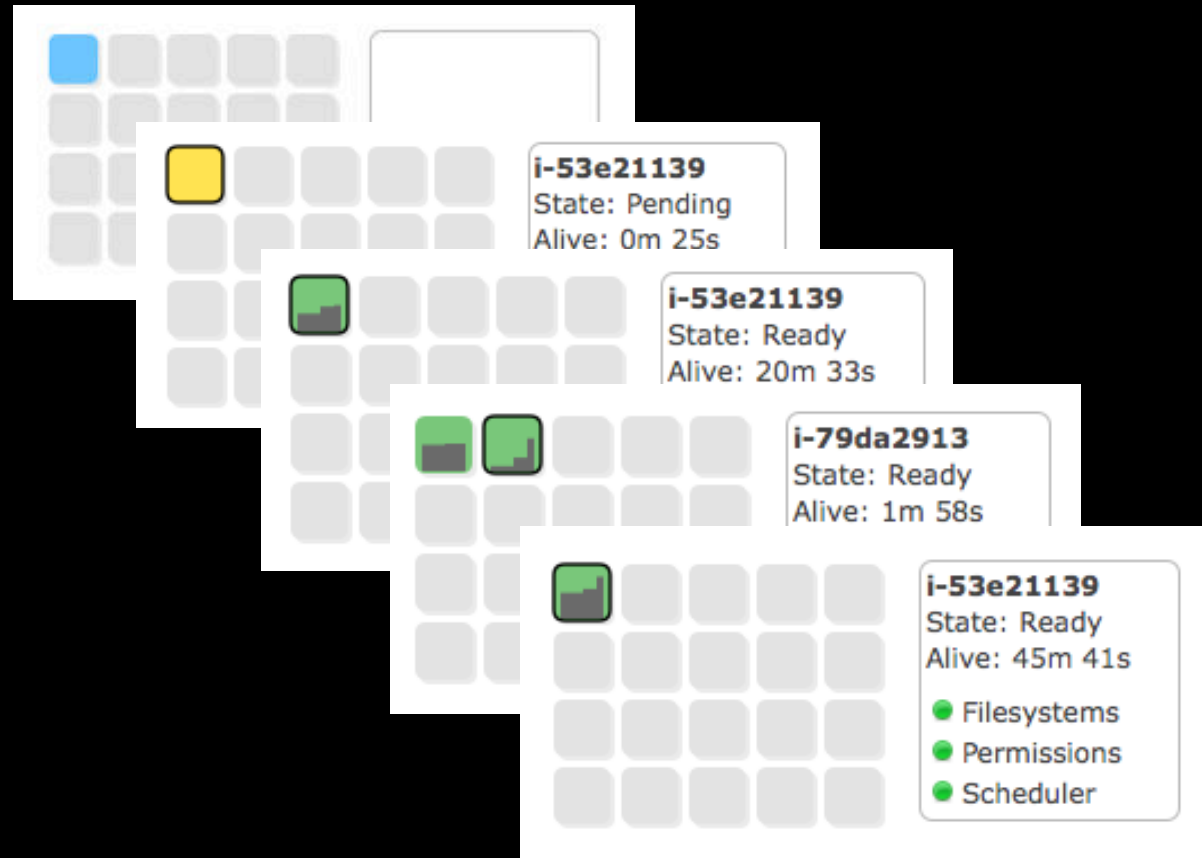 i-53e21139
State: Pending
Alive: 0m 25s
i-53e21139
State: Ready
Alive: 20m 33s
i-79da2913
State: Ready
Alive: 1m 58s
i-53e21139
State: Ready
Alive: 45m 41s
Filesystems
Permissions
Scheduler